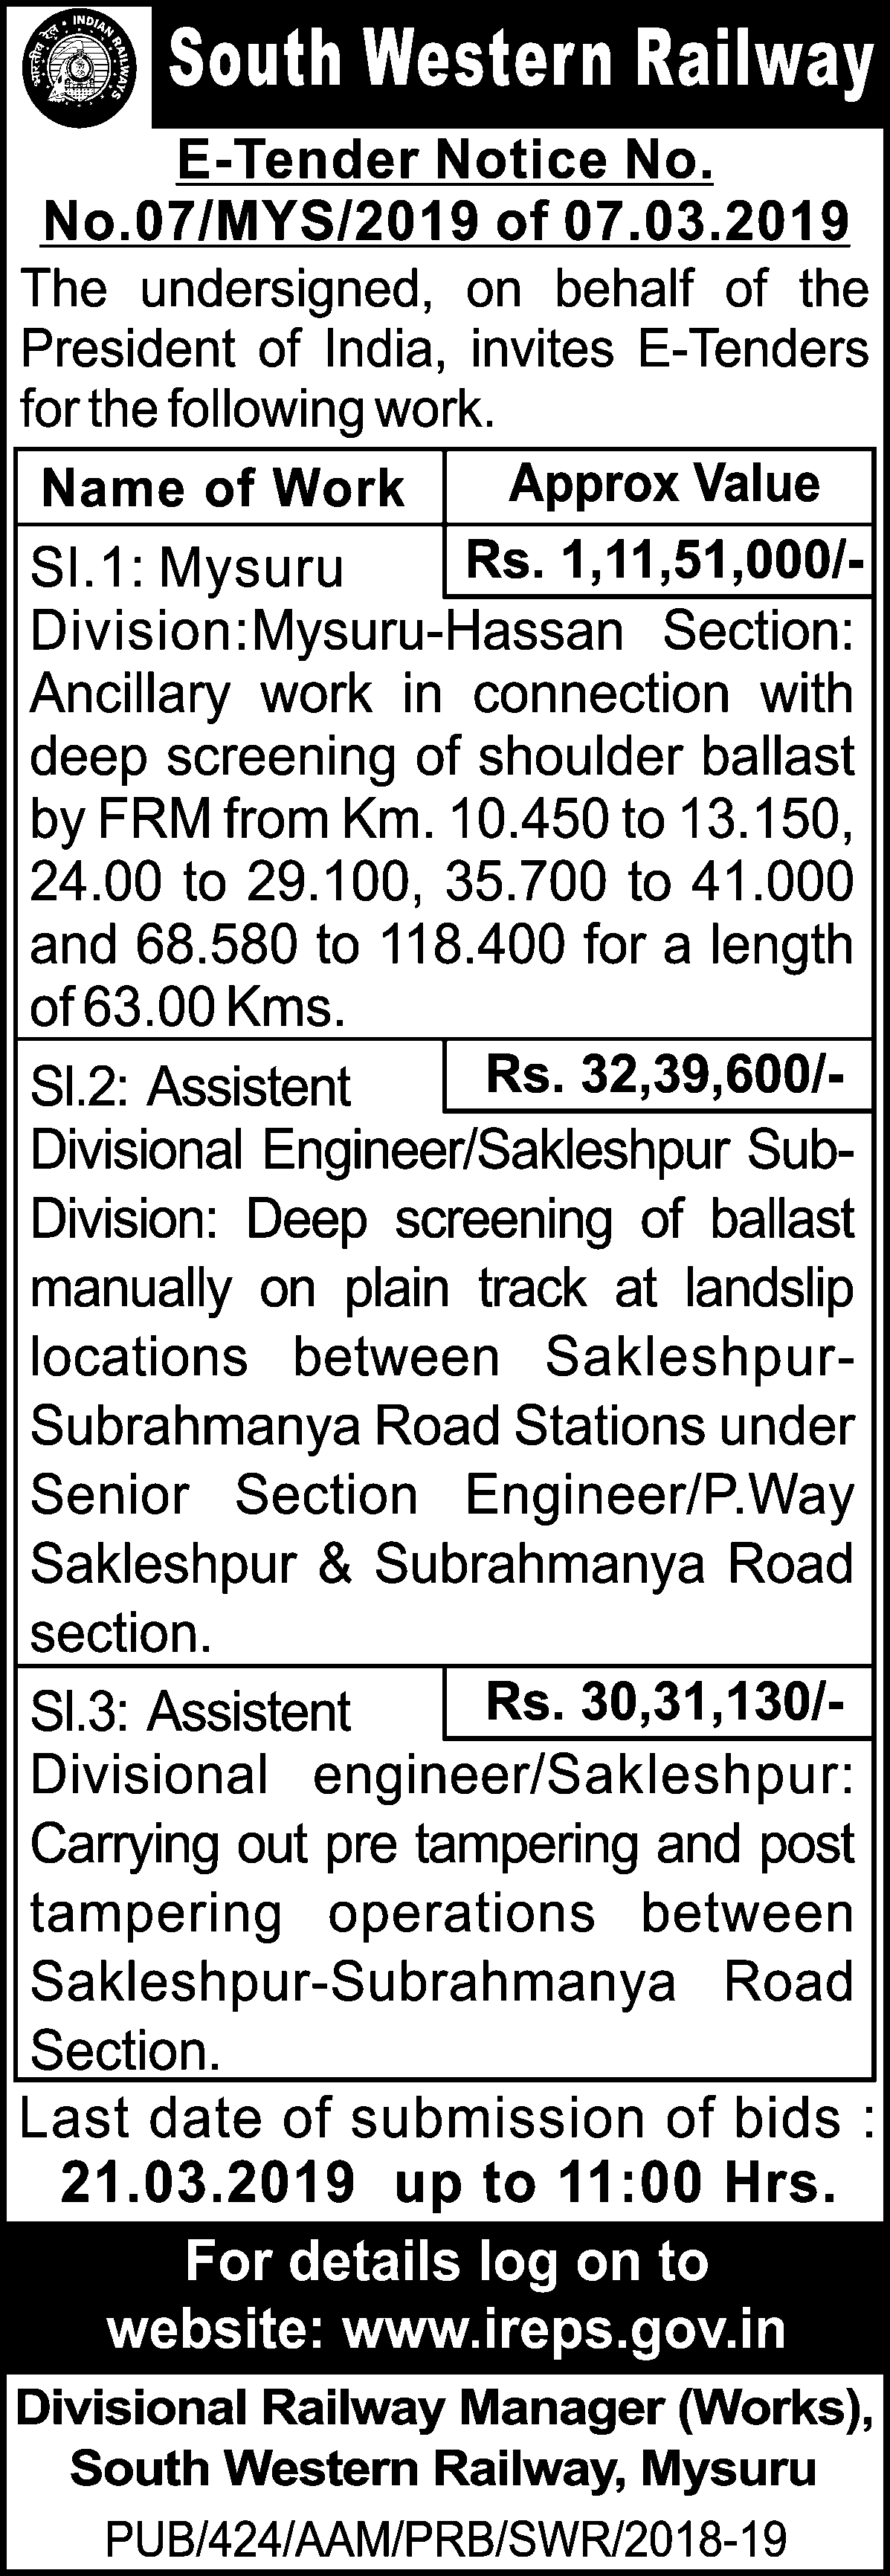 भारतीय रेल • INDIAN RAILWAYS
South Western Railway
E-Tender Notice No.
No.07/MYS/2019 of 07.03.2019
The undersigned, on behalf of the
President of India, invites E-Tenders
for the following work.
Name of Work Approx Value
Sl.1: Mysuru Rs. 1,11,51,000/-
Division:Mysuru-Hassan Section:
Ancillary work in connection with
deep screening of shoulder ballast
by FRM from Km. 10.450 to 13.150,
24.00 to 29.100, 35.700 to 41.000
and 68.580 to 118.400 for a length
of 63.00 Kms.
Sl.2: Assistent Rs. 32,39,600/-
Divisional Engineer/Sakleshpur Sub-
Division: Deep screening of ballast
manually on plain track at landslip
locations between Sakleshpur-
Subrahmanya Road Stations under
Senior Section Engineer/P.Way
Sakleshpur & Subrahmanya Road
section.
Sl.3: Assistent Rs. 30,31,130/-
Divisional engineer/Sakleshpur:
Carrying out pre tampering and post
tampering operations between
Sakleshpur-Subrahmanya Road
Section.
Last date of submission of bids :
21.03.2019 up to 11:00 Hrs.
For details log on to
website: www.ireps.gov.in
Divisional Railway Manager (Works),
South Western Railway, Mysuru
PUB/424/AAM/PRB/SWR/2018-19